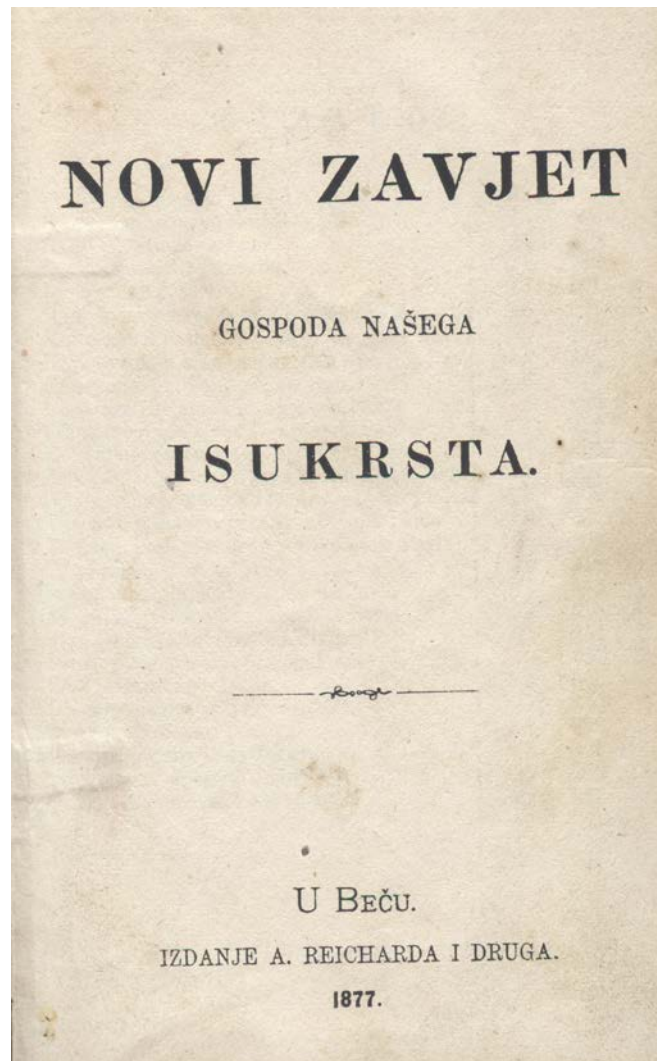 NOVI ZAVJET
GOSPODA NAŠEGA
ISUKRSTA.
U BEČU.
IZDANJE A. REICHARDA I DRUGA.
1877.